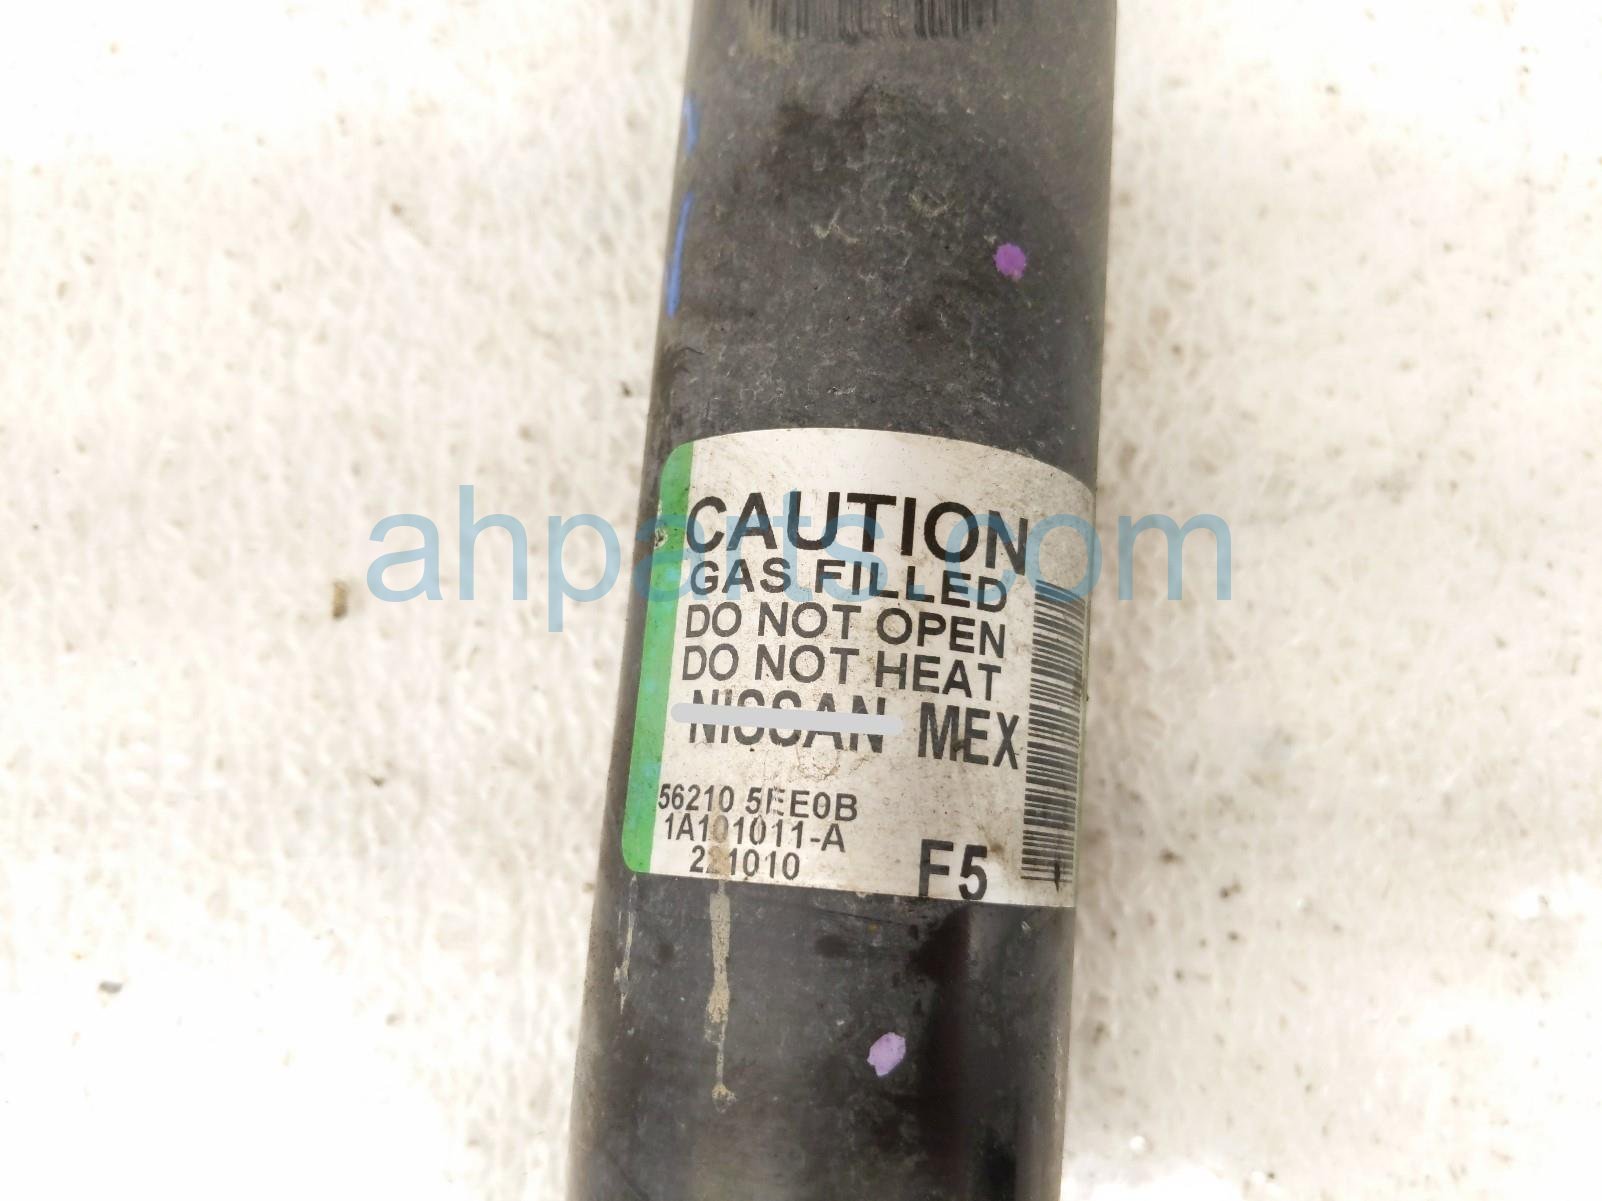 CAUTION
GAS FILLED
DO NOT OPEN
DO NOT HEAT
NISSAN MEX
56210 5EE0B
1A101011-A
221010
F5
ahparts.com